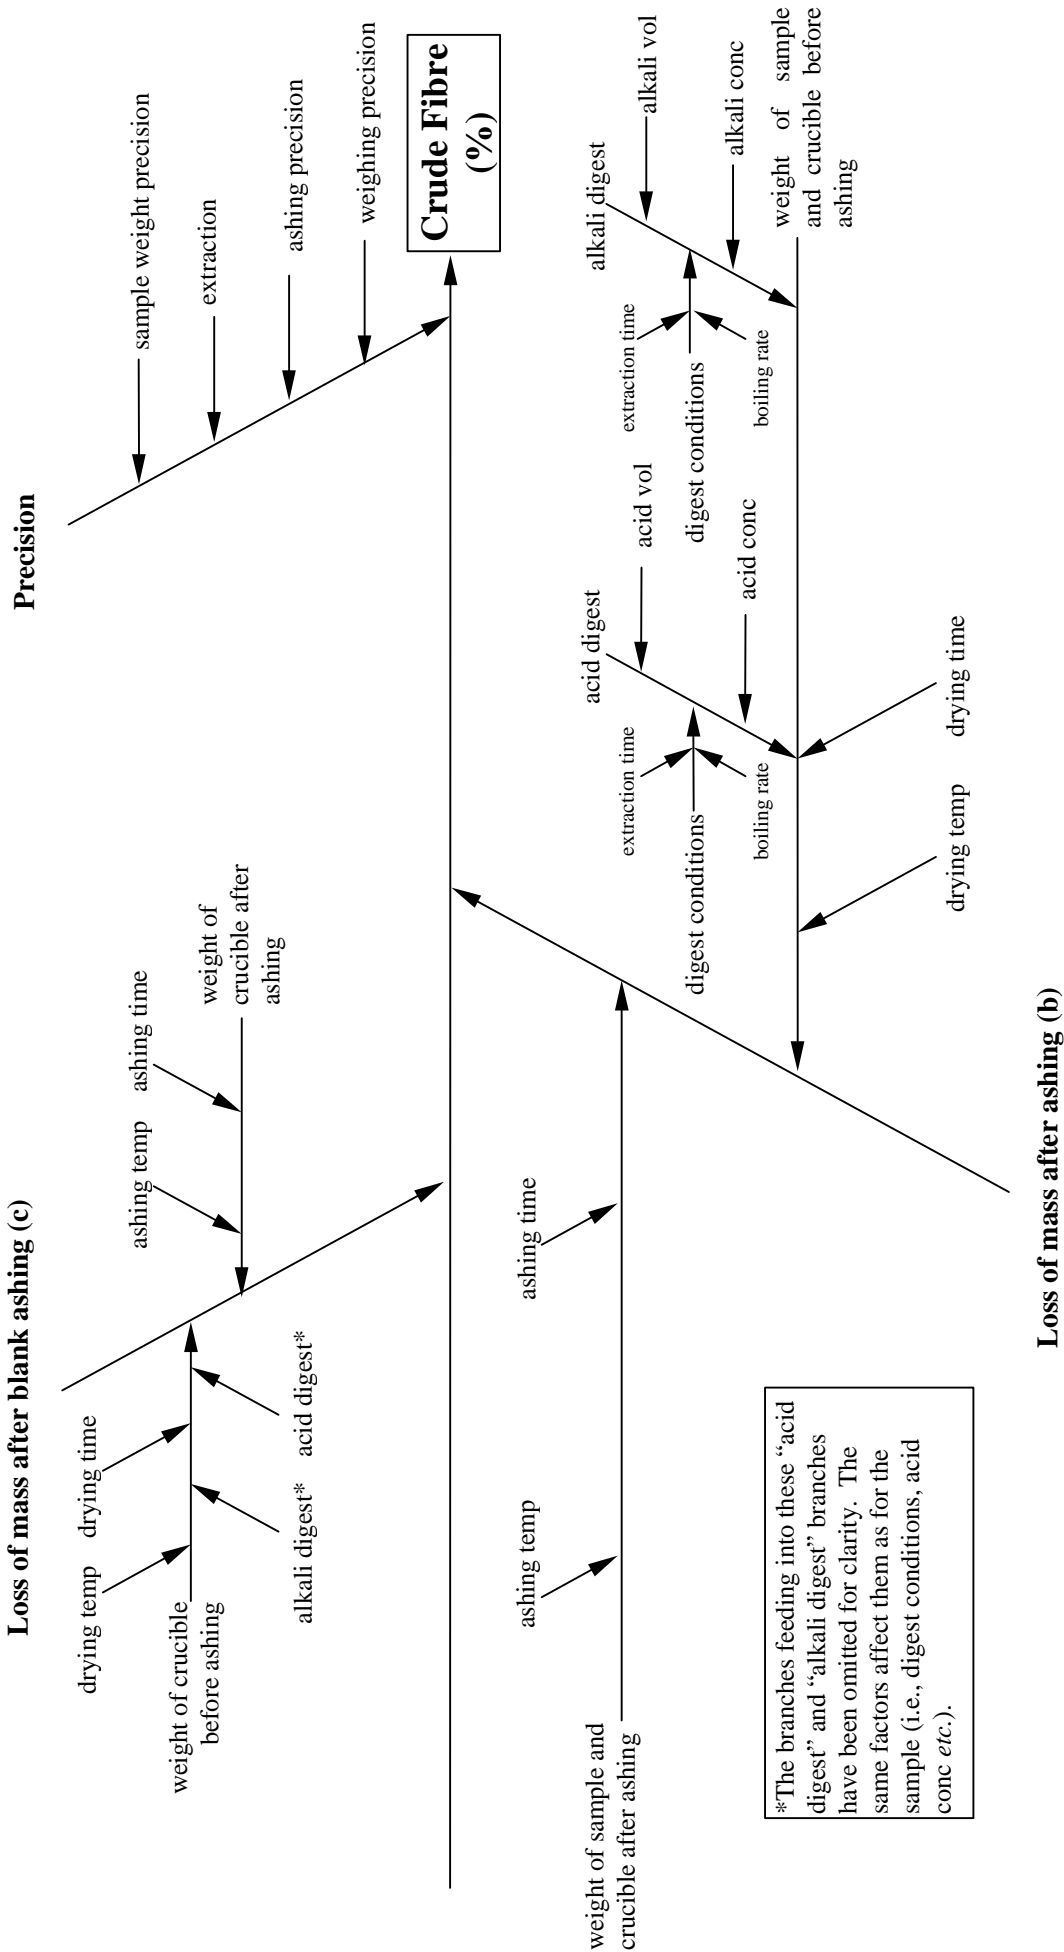 Loss of mass after blank ashing (c)
Precision
drying temp
drying time
weight of crucible
before ashing
alkali digest*
acid digest*
ashing temp
ashing time
weight of
crucible after
ashing
sample weight precision
extraction
ashing precision
weighing precision
Crude Fibre
(%)
ashing temp
ashing time
weight of sample and
crucible after ashing
acid digest
acid vol
extraction time
digest conditions
boiling rate
acid conc
alkali digest
alkali vol
extraction time
digest conditions
boiling rate
alkali conc
weight of sample
and crucible before
ashing
drying temp
drying time
*The branches feeding into these “acid
digest” and “alkali digest” branches
have been omitted for clarity. The
same factors affect them as for the
sample (i.e., digest conditions, acid
conc etc.).
Loss of mass after ashing (b)